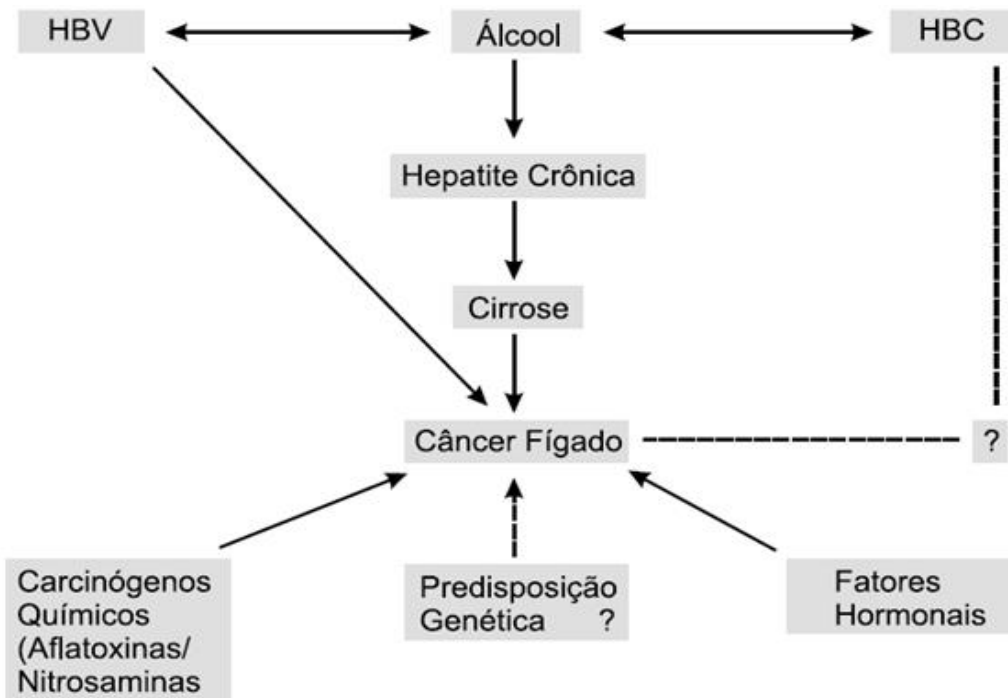 HBV
Álcool
HBC
Hepatite Crônica
Cirrose
Câncer Fígado
?
Carcinógenos
Químicos
(Aflatoxinas/
Nitrosaminas
Predisposição
Genética ?
Fatores
Hormonais